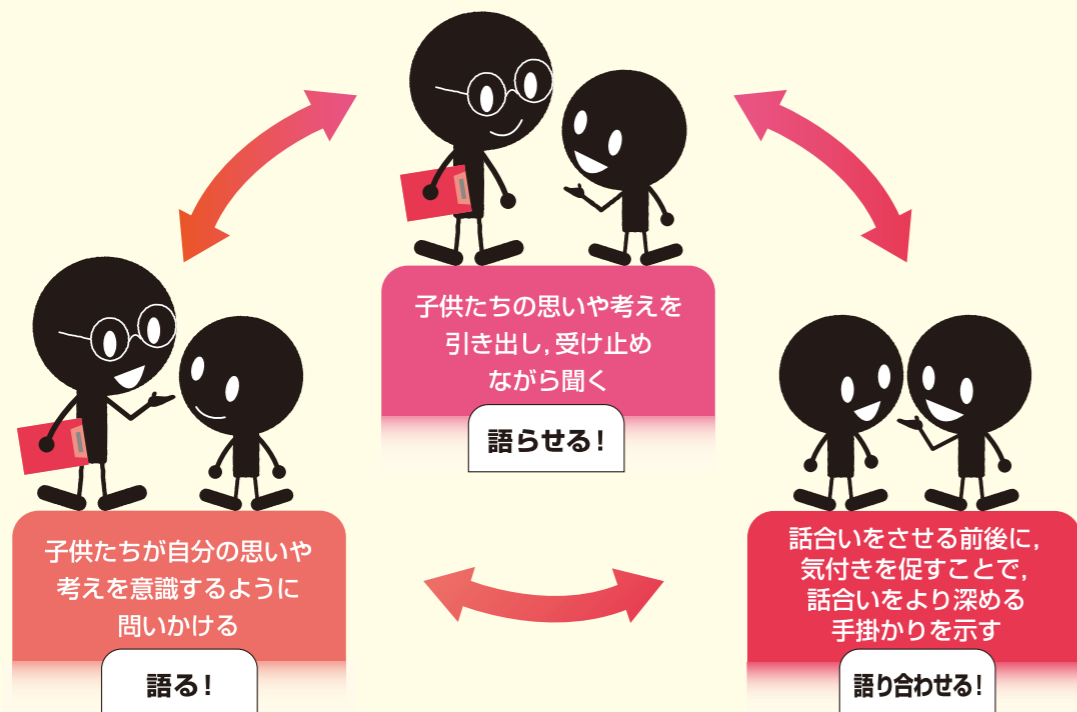 子供たちの思いや考えを
引き出し,受け止め
ながら聞く
語らせる!
子供たちが自分の思いや
考えを意識するように
問いかける
語る!
話合いをさせる前後に,
気付きを促すことで,
話合いをより深める
手掛かりを示す
語り合わせる!